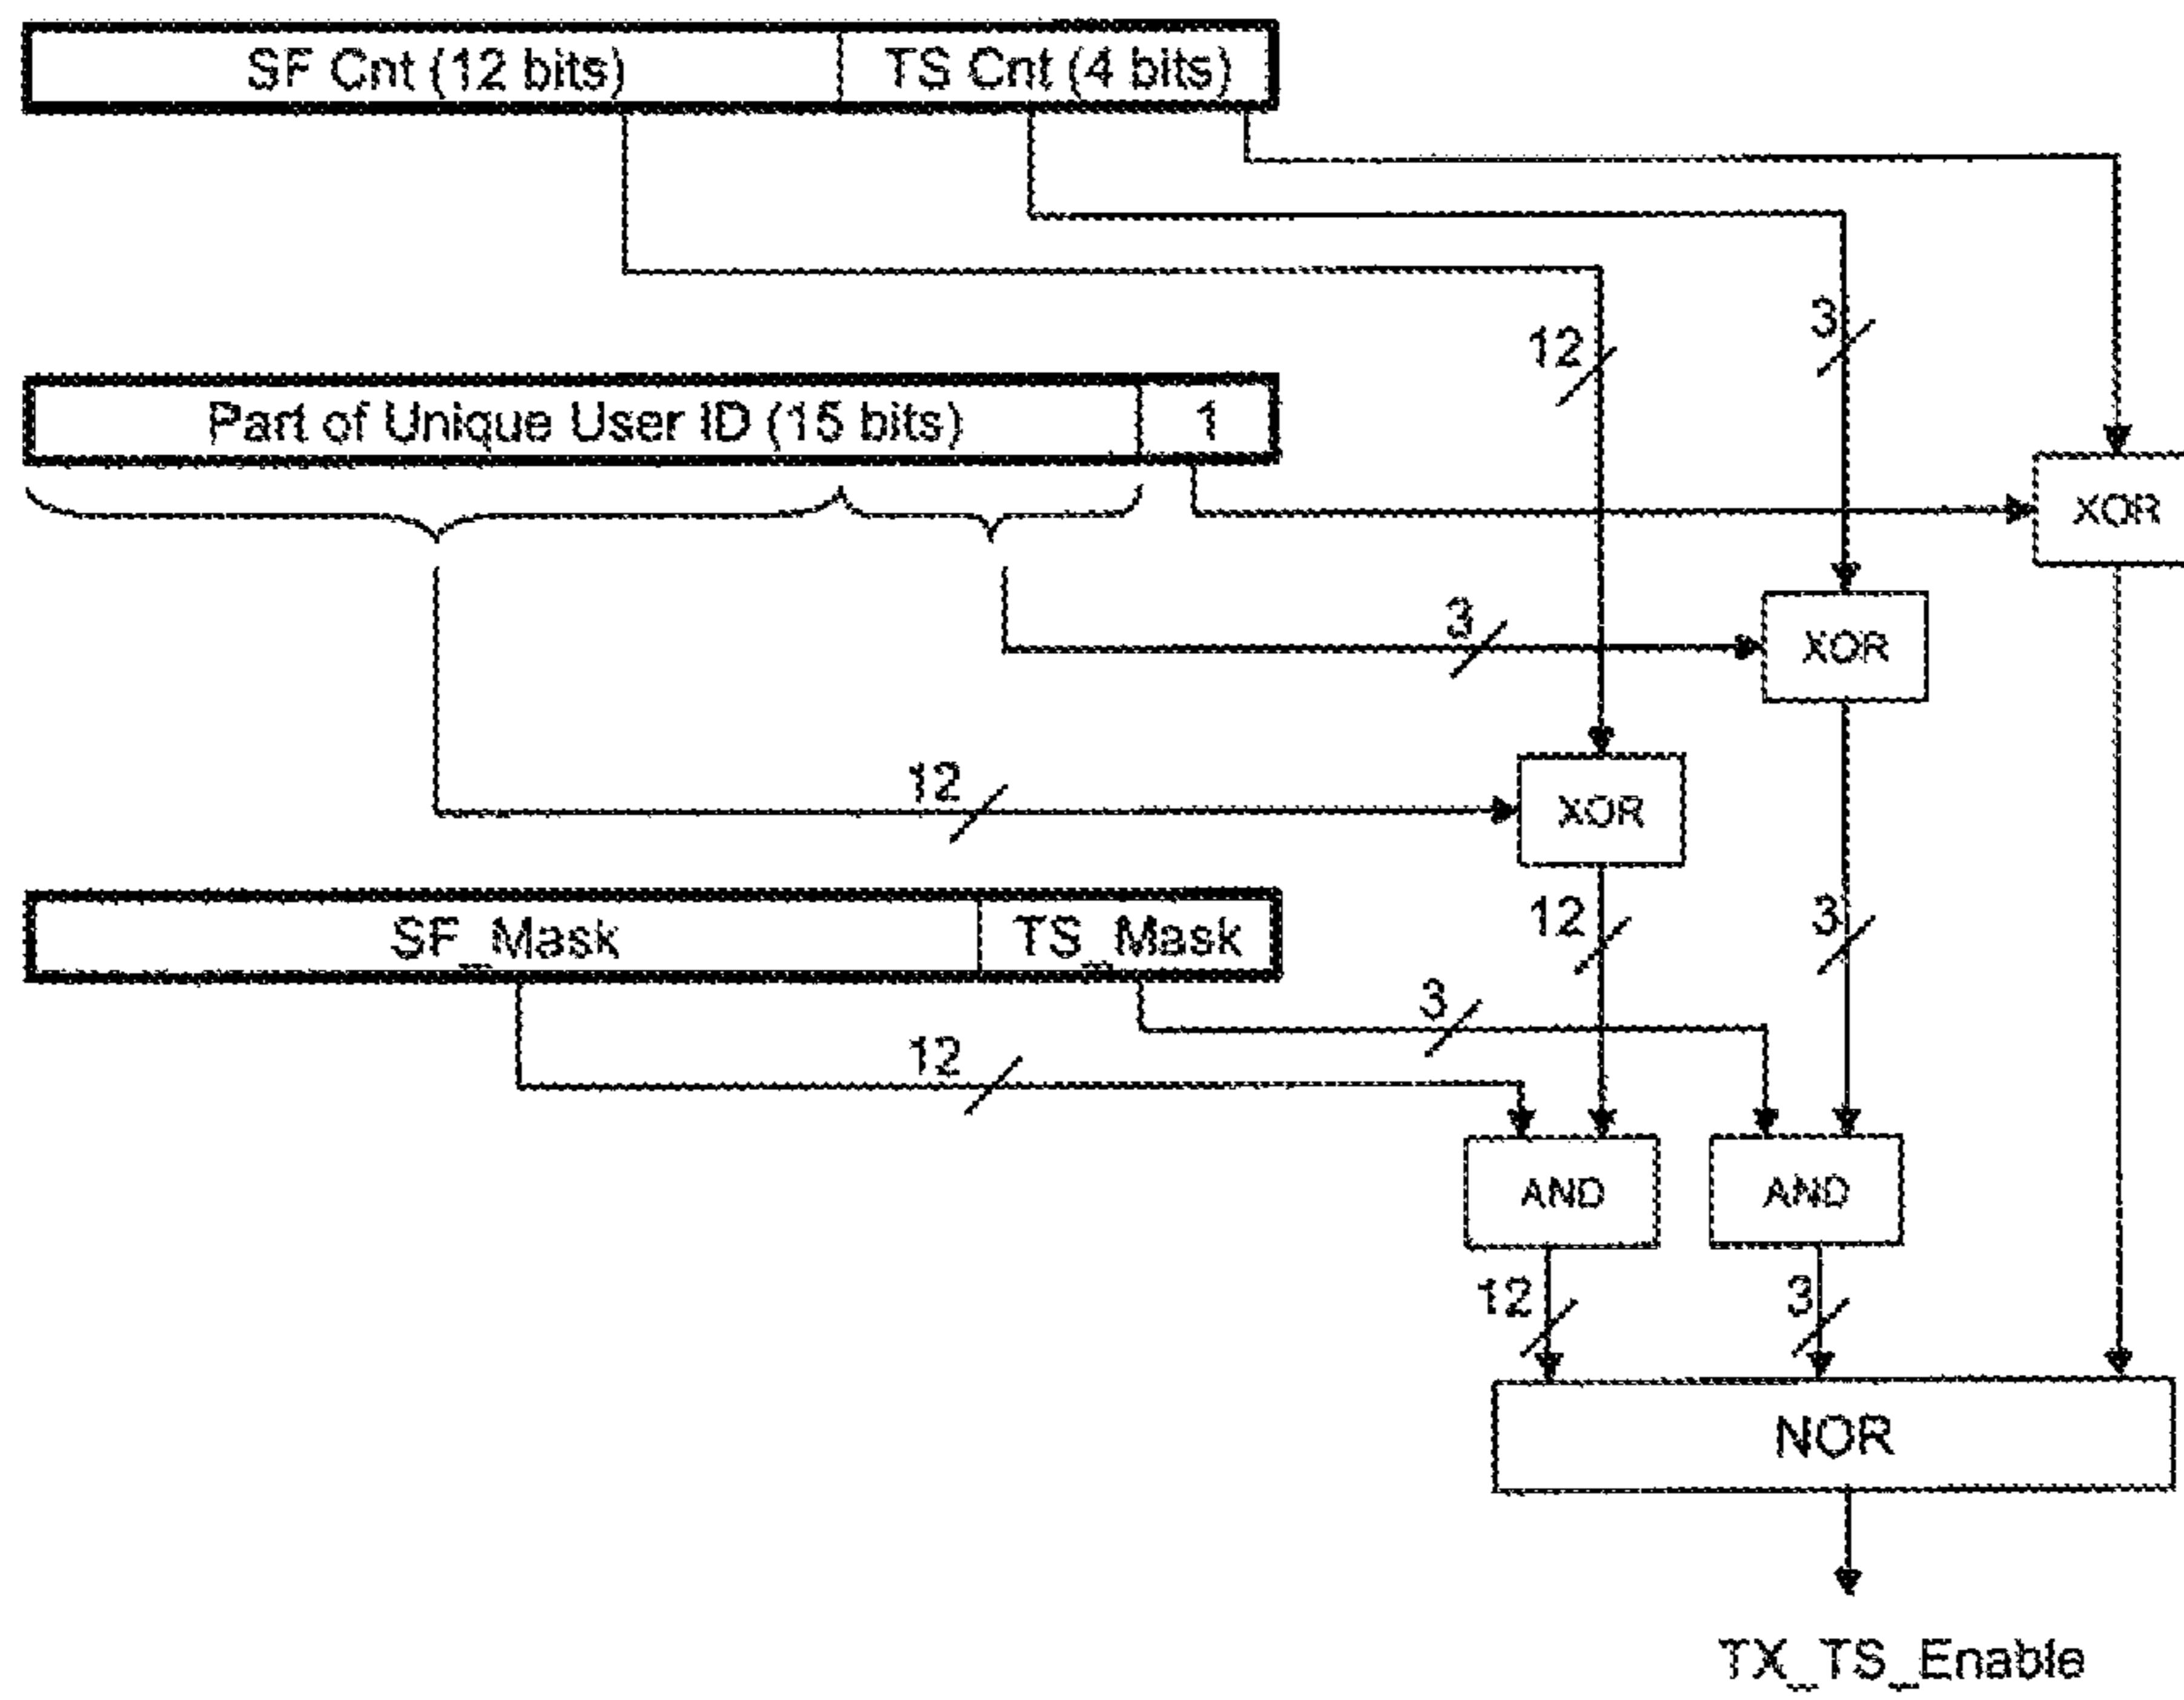 SF Cnt (12 bits) TS Cnt (4 bits)
12 3
Part of Unique User ID (15 bits) 1
XOR
3 XOR
12 XOR
SF_Mask TS_Mask
12 3
3
12
AND AND
12 3
NOR
TX_TS_Enable